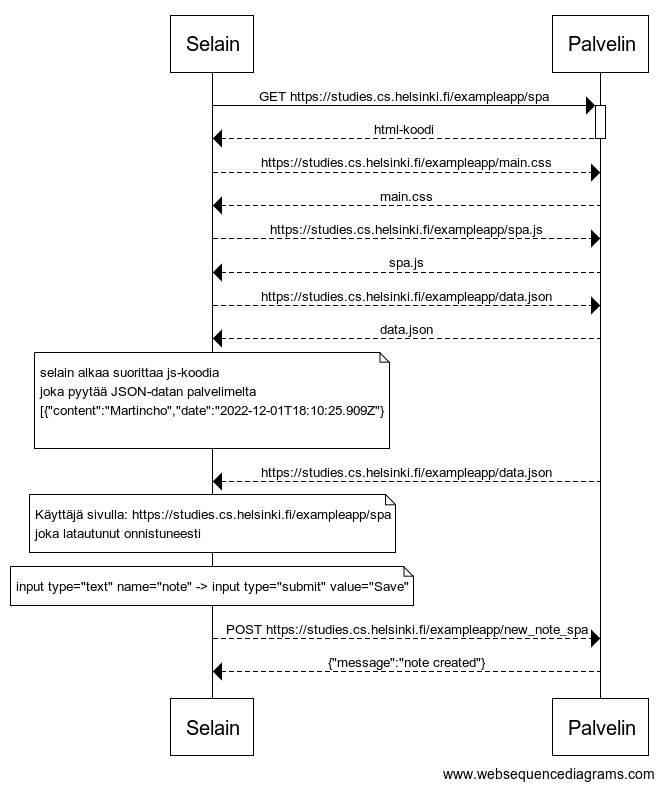 Selain
Palvelin
GET https://studies.cs.helsinki.fi/exampleapp/spa
html-koodi
https://studies.cs.helsinki.fi/exampleapp/main.css
main.css
https://studies.cs.helsinki.fi/exampleapp/spa.js
spa.js
https://studies.cs.helsinki.fi/exampleapp/data.json
data.json
selain alkaa suorittaa js-koodia
joka pyytää JSON-datan palvelimelta
[{"content":"Martincho","date":"2022-12-01T18:10:25.909Z"}
https://studies.cs.helsinki.fi/exampleapp/data.json
Käyttäjä sivulla: https://studies.cs.helsinki.fi/exampleapp/spa
joka latautunut onnistuneesti
input type="text" name="note" -> input type="submit" value="Save"
POST https://studies.cs.helsinki.fi/exampleapp/new_note_spa
{"message":"note created"}
Selain
Palvelin
www.websequencediagrams.com